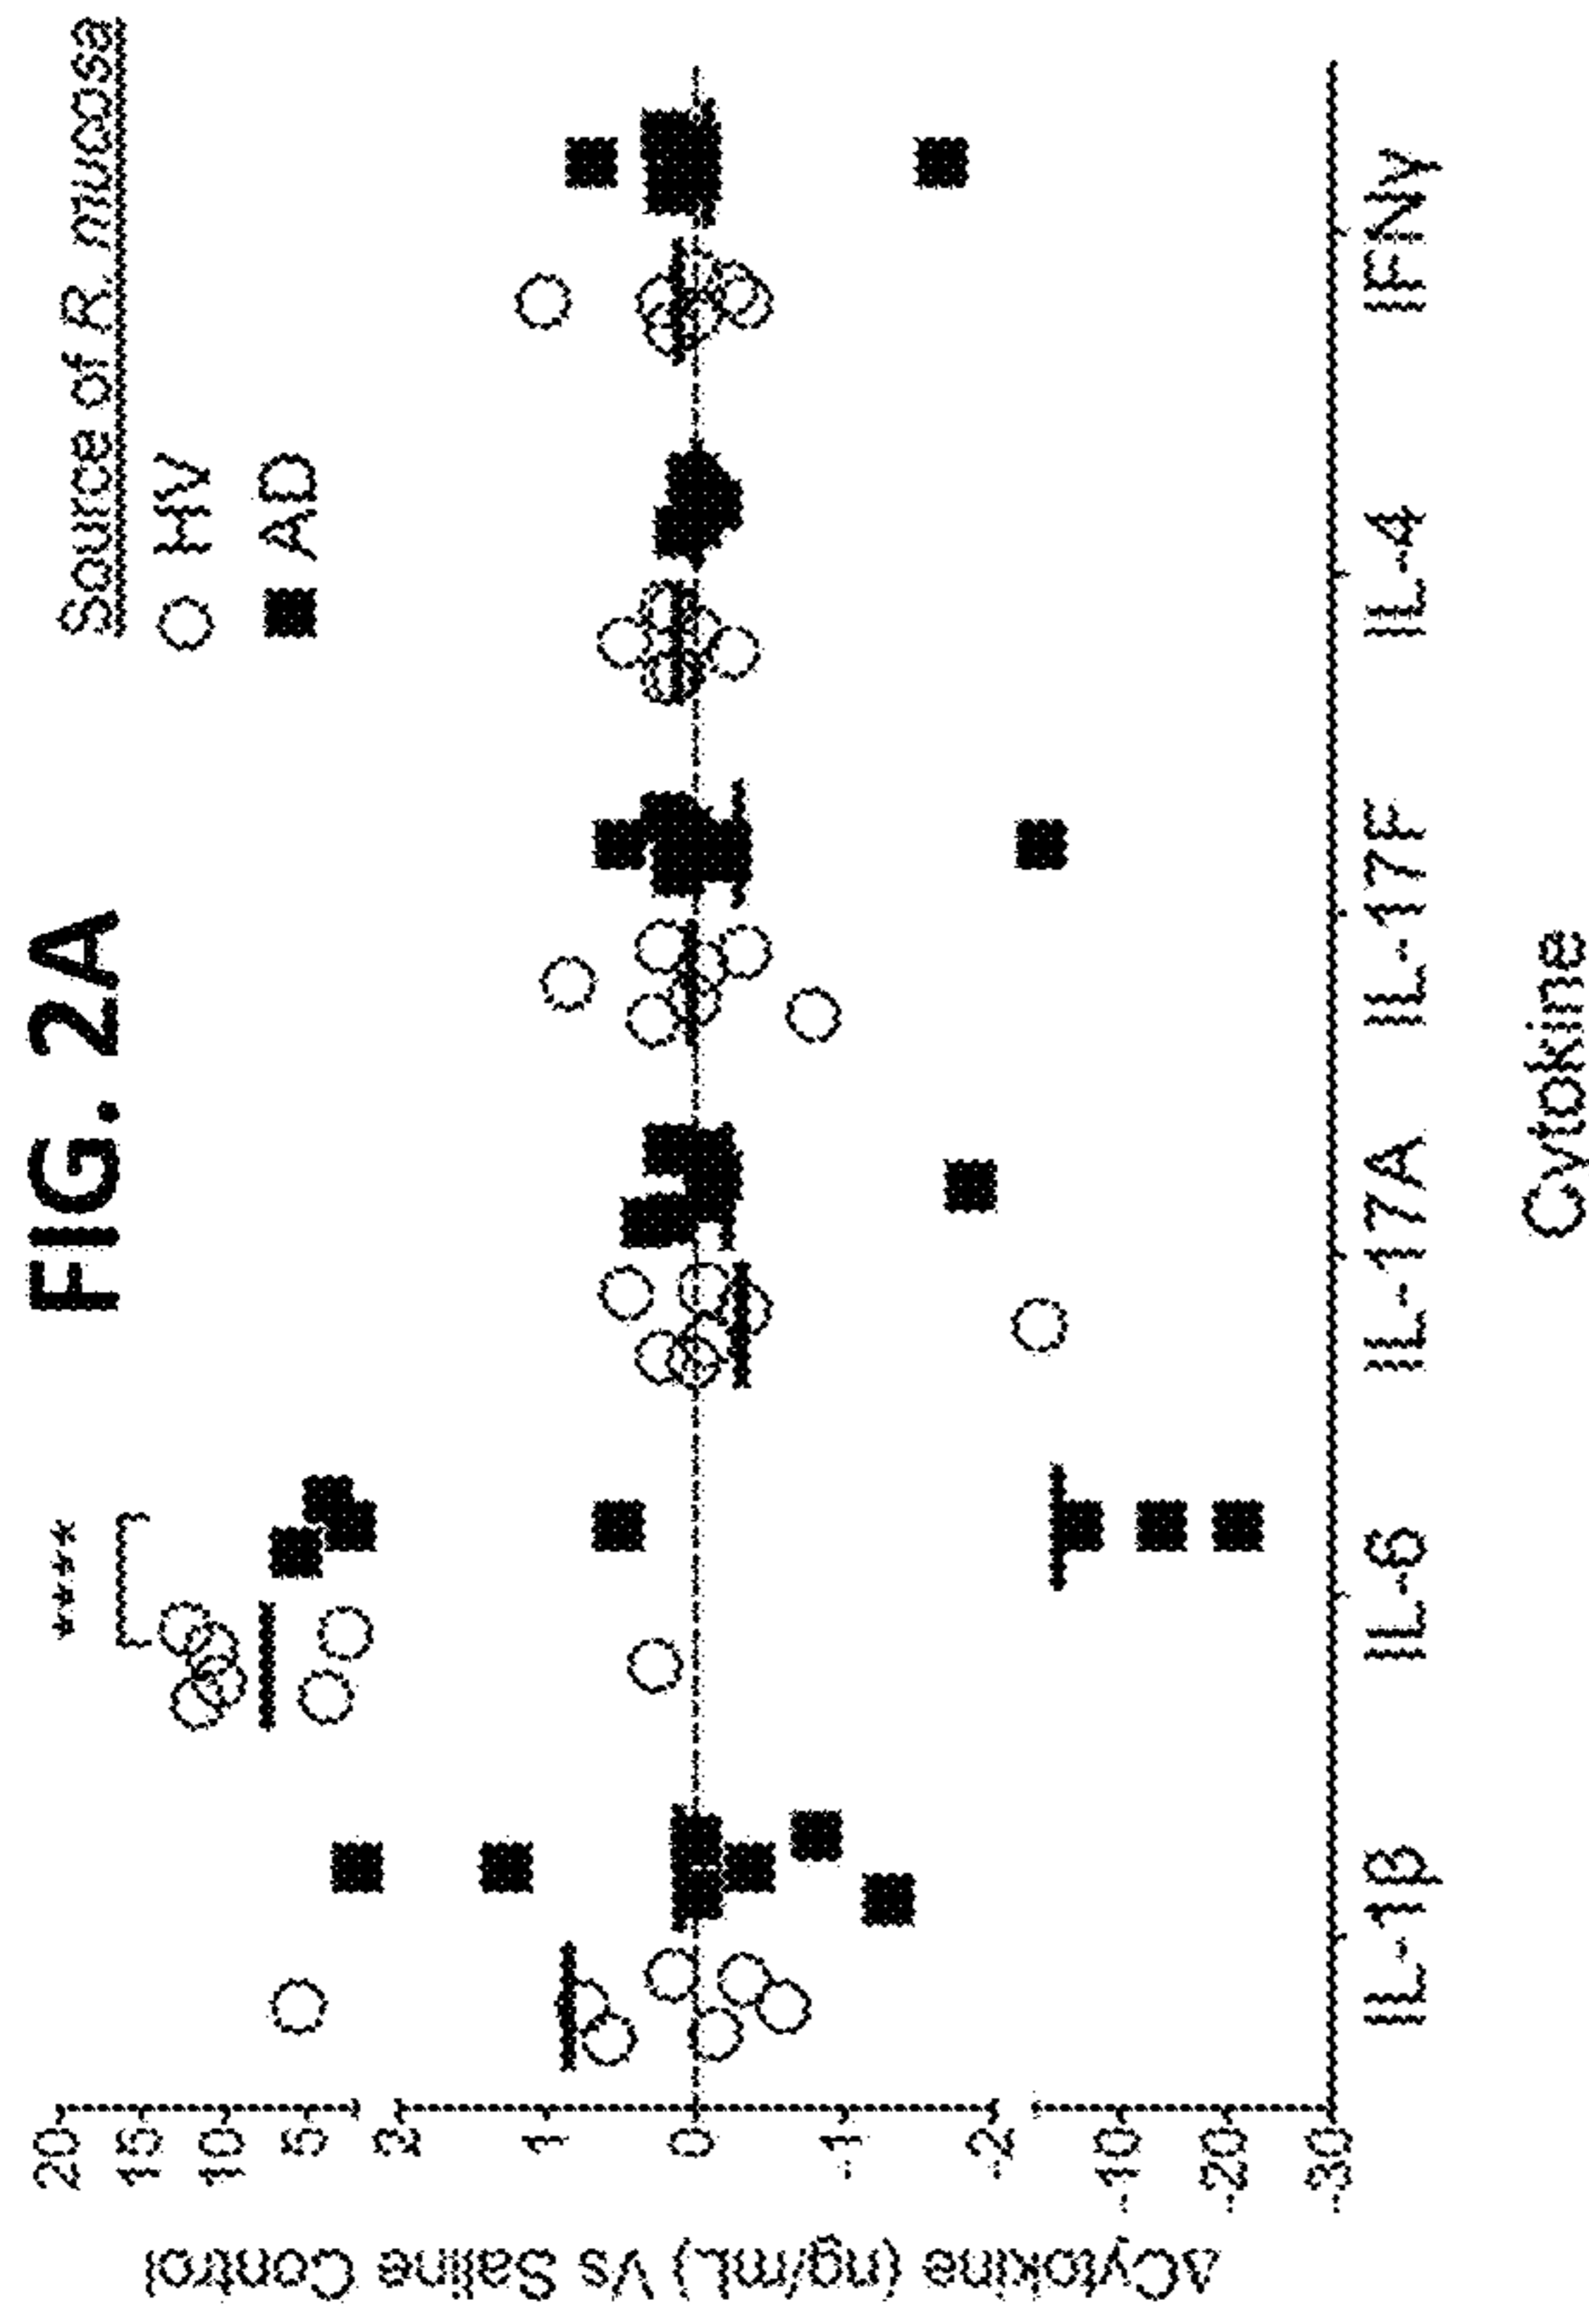 FIG. 2A
Source of R. mucosa
HV
AD
****
ΔCytokine (ng/mL) Vs Saline Control
20
15
10
5
2
1
0
-1
-2
-10
-20
-30
IL-1β
IL-6
IL-17A
IL-17F
IL-4
IFNγ
Cytokine